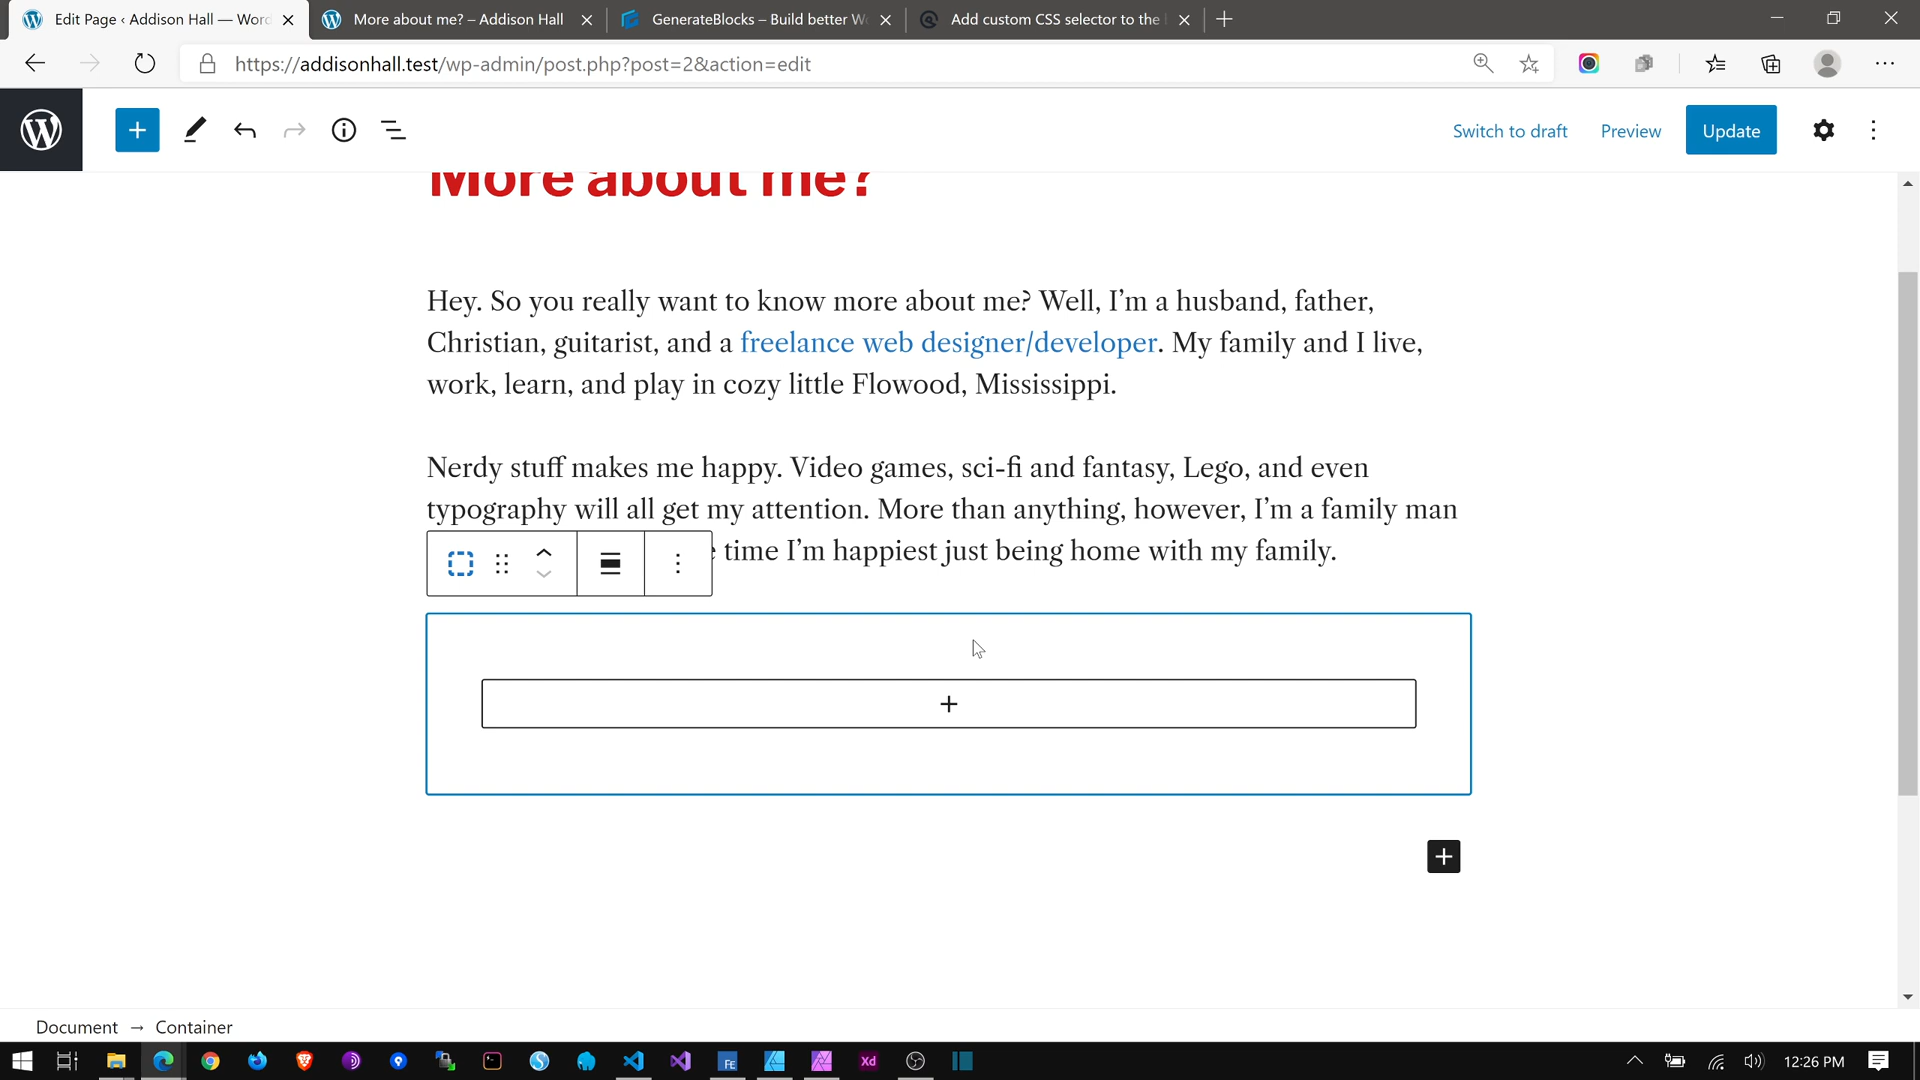 Edit Page ‹ Addison Hall — Word
More about me? – Addison Hall
GenerateBlocks – Build better W
Add custom CSS selector to the
https://addisonhall.test/wp-admin/post.php?post=2&action=edit
Switch to draft
Preview
Update
More about me?
Hey. So you really want to know more about me? Well, I’m a husband, father,
Christian, guitarist, and a freelance web designer/developer. My family and I live,
work, learn, and play in cozy little Flowood, Mississippi.
Nerdy stuff makes me happy. Video games, sci-fi and fantasy, Lego, and even
typography will all get my attention. More than anything, however, I’m a family man
time I’m happiest just being home with my family.
Document → Container
FE
Xd
12:26 PM